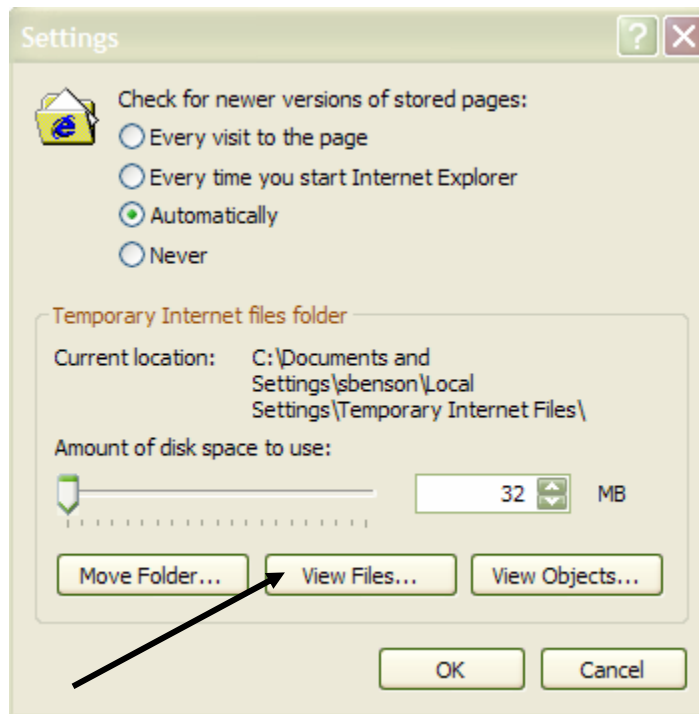 Settings
Check for newer versions of stored pages:
Every visit to the page
Every time you start Internet Explorer
Automatically
Never
Temporary Internet files folder
Current location: C:\Documents and
Settings\sbenson\Local
Settings\Temporary Internet Files\
Amount of disk space to use:
32 MB
Move Folder... View Files... View Objects...
OK Cancel